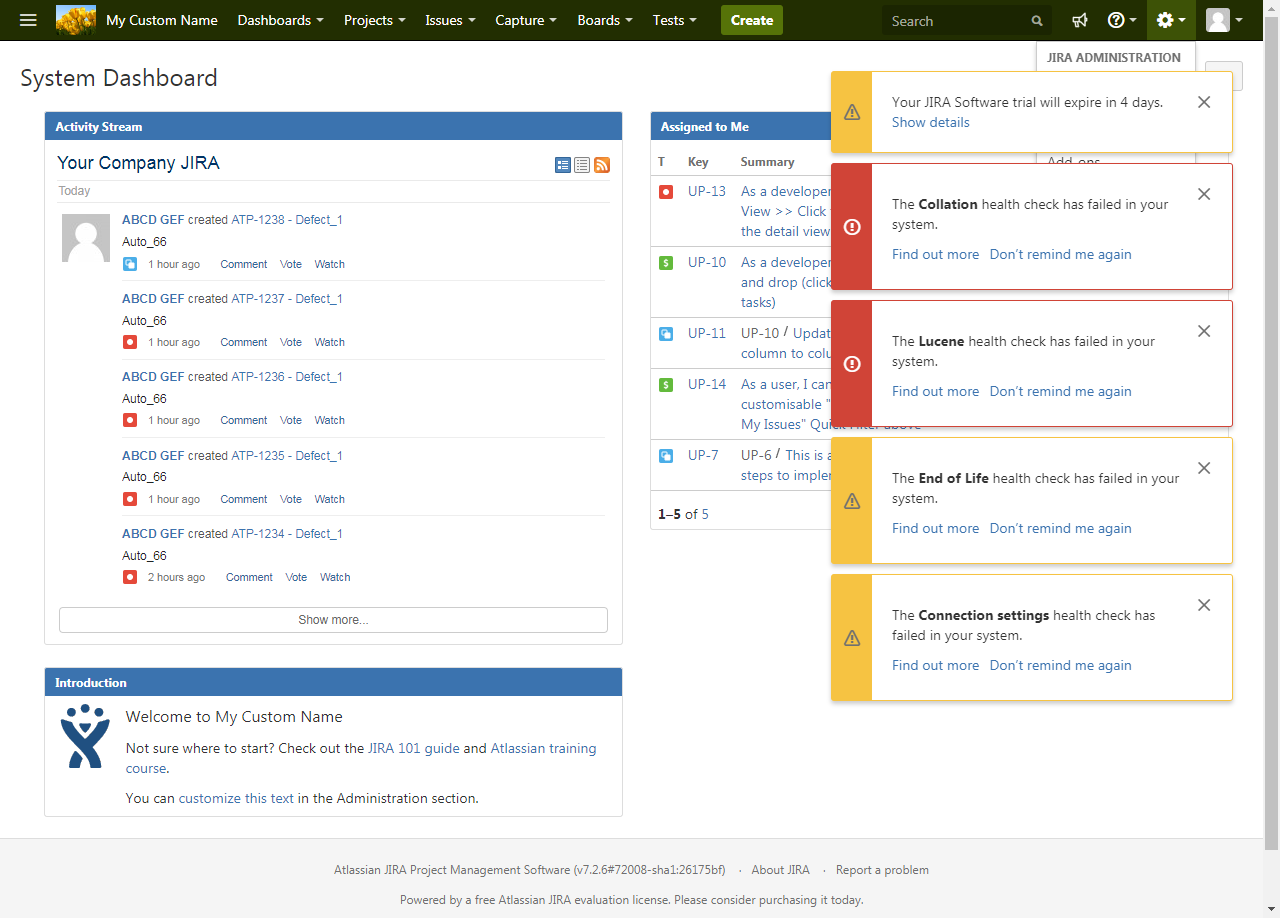 My Custom Name Dashboards Projects Issues Capture Boards Tests Create Search
JIRA ADMINISTRATION
System Dashboard
Activity Stream
Your Company JIRA
Today
ABCD GEF created ATP-1238 - Defect_1
Auto_66
1 hour ago Comment Vote Watch
ABCD GEF created ATP-1237 - Defect_1
Auto_66
1 hour ago Comment Vote Watch
ABCD GEF created ATP-1236 - Defect_1
Auto_66
1 hour ago Comment Vote Watch
ABCD GEF created ATP-1235 - Defect_1
Auto_66
1 hour ago Comment Vote Watch
ABCD GEF created ATP-1234 - Defect_1
Auto_66
2 hours ago Comment Vote Watch
Show more...
Introduction
Welcome to My Custom Name
Not sure where to start? Check out the JIRA 101 guide and Atlassian training
course.
You can customize this text in the Administration section.
Assigned to Me
T Key Summary
UP-13 As a developer
View >> Click
the detail view
UP-10 As a developer
and drop (click
tasks)
UP-11 UP-10 / Updat
column to colu
UP-14 As a user, I can
customisable "
My Issues" Quick Filter above
UP-7 UP-6 / This is a
steps to implem
1–5 of 5
Your JIRA Software trial will expire in 4 days.
Show details
Add-ons
The Collation health check has failed in your
system.
Find out more Don't remind me again
The Lucene health check has failed in your
system.
Find out more Don't remind me again
The End of Life health check has failed in your
system.
Find out more Don't remind me again
The Connection settings health check has
failed in your system.
Find out more Don't remind me again
Atlassian JIRA Project Management Software (v7.2.6#72008-sha1:26175bf) · About JIRA · Report a problem
Powered by a free Atlassian JIRA evaluation license. Please consider purchasing it today.